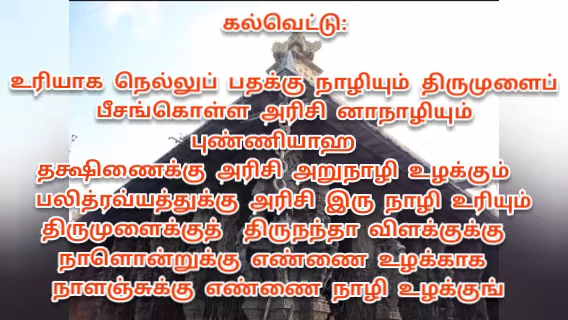 கல்வெட்டு:
உரியாக நெல்லுப் பதக்கு நாழியும் திருமுளைப்
பீசங்கொள்ள அரிசி னாநாழியும்
புண்ணியாஹ
தக்ஷிணைக்கு அரிசி அறுநாழி உழக்கும்
பலித்ரவ்யத்துக்கு அரிசி இரு நாழி உரியும்
திருமுளைக்குத் திருநந்தா விளக்குக்கு
நாளொன்றுக்கு எண்ணை உழக்காக
நாளஞ்சுக்கு எண்ணை நாழி உழக்குங்